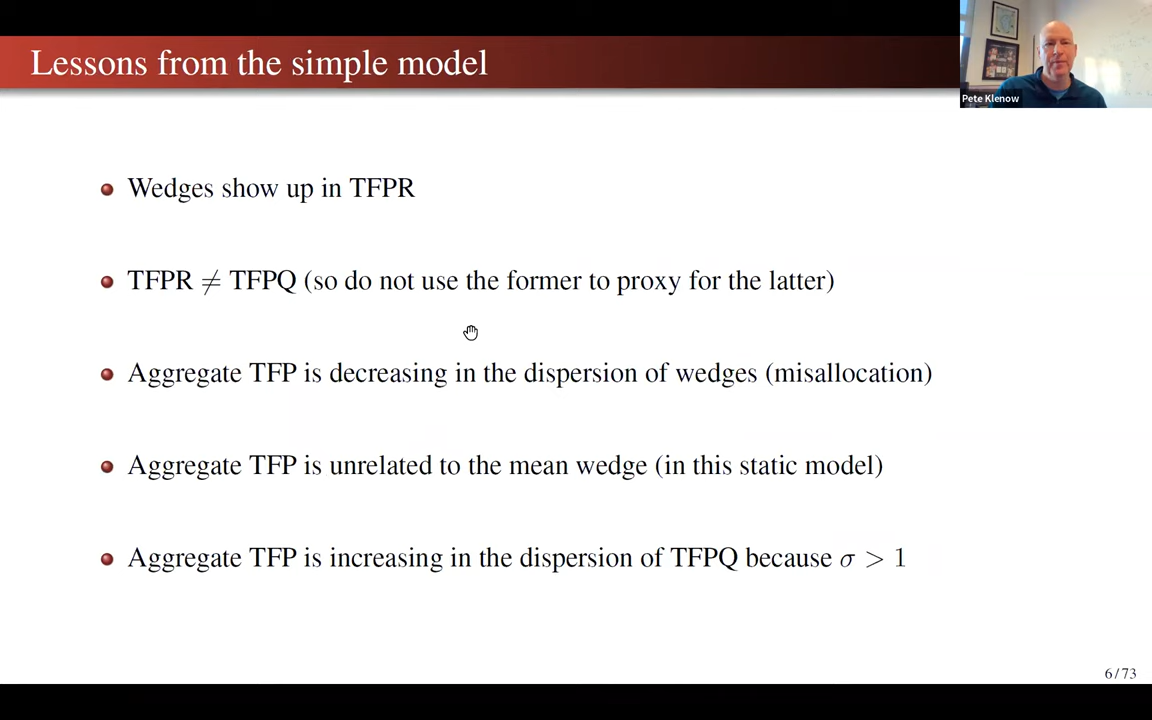 Lessons from the simple model
Pete Klenow
Wedges show up in TFPR
TFPR ≠ TFPQ (so do not use the former to proxy for the latter)
Aggregate TFP is decreasing in the dispersion of wedges (misallocation)
Aggregate TFP is unrelated to the mean wedge (in this static model)
Aggregate TFP is increasing in the dispersion of TFPQ because σ > 1
6 / 73